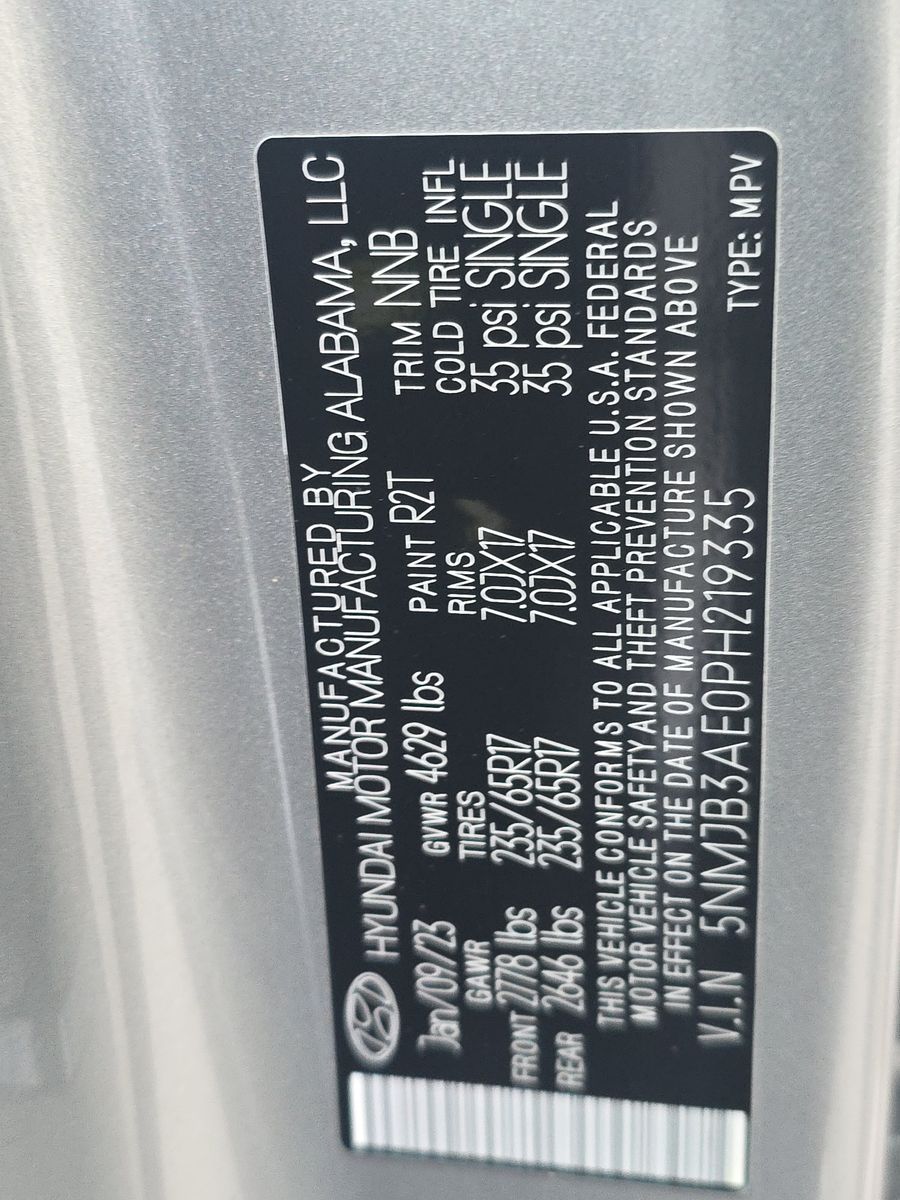 MANUFACTURED BY
HYUNDAI MOTOR MANUFACTURING ALABAMA, LLC
Jan/09/23 GVWR 4629 lbs PAINT R2T TRIM NNB
GAWR TIRES RIMS COLD TIRE INFL
FRONT 2778 lbs 235/65R17 7.0JX17 35 psi SINGLE
REAR 2646 lbs 235/65R17 7.0JX17 35 psi SINGLE
THIS VEHICLE CONFORMS TO ALL APPLICABLE U.S.A. FEDERAL
MOTOR VEHICLE SAFETY AND THEFT PREVENTION STANDARDS
IN EFFECT ON THE DATE OF MANUFACTURE SHOWN ABOVE
V.I.N 5NMJB3AE0PH219335 TYPE: MPV